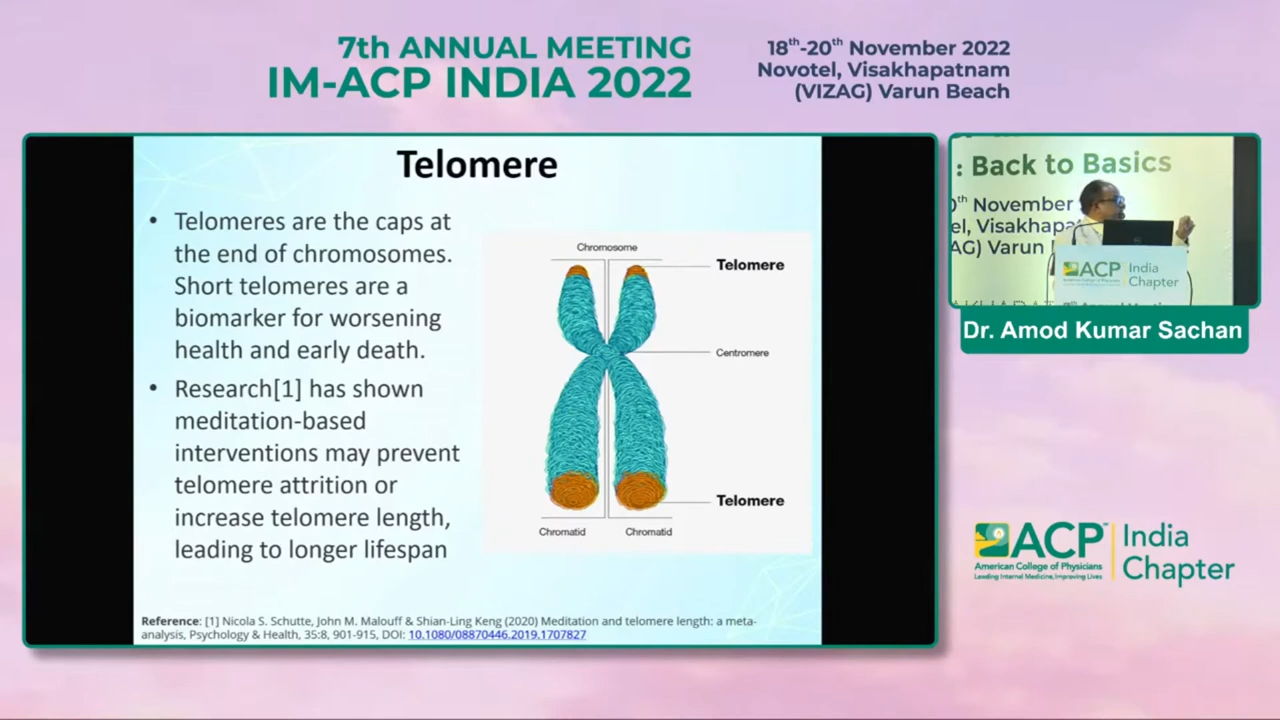 7th ANNUAL MEETING
IM-ACP INDIA 2022
18th-20th November 2022
Novotel, Visakhapatnam
(VIZAG) Varun Beach
Telomere
• Telomeres are the caps at
the end of chromosomes.
Short telomeres are a
biomarker for worsening
health and early death.
• Research[1] has shown
meditation-based
interventions may prevent
telomere attrition or
increase telomere length,
leading to longer lifespan
Chromosome
Telomere
Centromere
Telomere
Chromatid
Chromatid
Reference: [1] Nicola S. Schutte, John M. Malouff & Shian-Ling Keng (2020) Meditation and telomere length: a meta-
analysis, Psychology & Health, 35:8, 901-915, DOI: 10.1080/08870446.2019.1707827
: Back to Basics
th November
el, Visakhapa
AG) Varun
ACP India
Chapter
Dr. Amod Kumar Sachan
ACP™ India
American College of Physicians Chapter
Leading Internal Medicine, Improving Lives